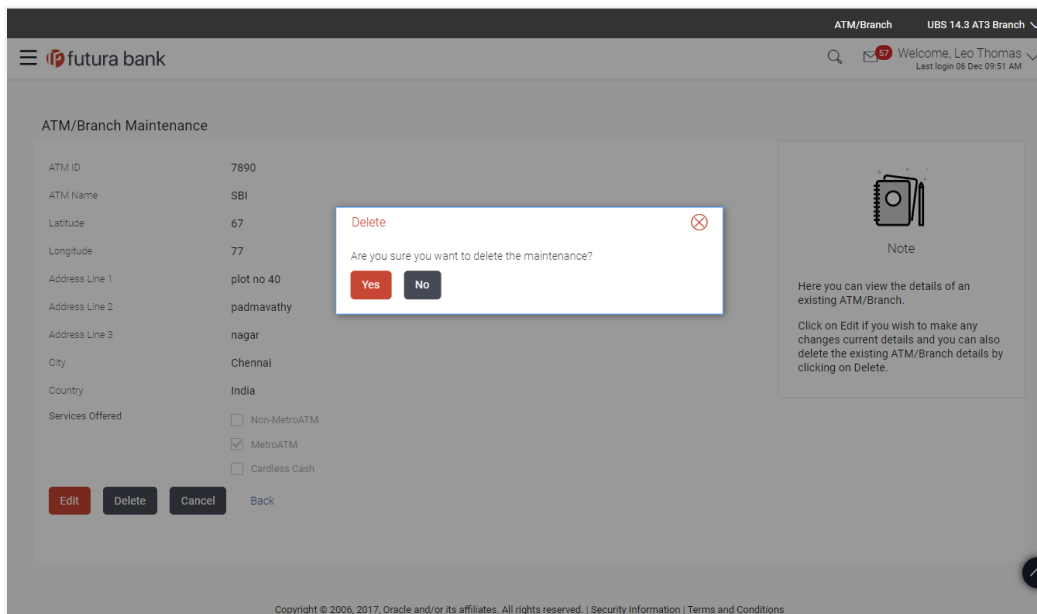 ATM/Branch UBS 14.3 AT3 Branch
futura bank 57 Welcome, Leo Thomas
Last login 06 Dec 09:51 AM
ATM/Branch Maintenance
ATM ID 7890
ATM Name SBI
Latitude 67
Longitude 77
Address Line 1 plot no 40
Address Line 2 padmavathy
Address Line 3 nagar
City Chennai
Country India
Services Offered
Non-MetroATM
MetroATM
Cardless Cash
Edit Delete Cancel Back
Delete
Are you sure you want to delete the maintenance?
Yes No
Note
Here you can view the details of an
existing ATM/Branch.
Click on Edit if you wish to make any
changes current details and you can also
delete the existing ATM/Branch details by
clicking on Delete.
Copyright © 2006, 2017, Oracle and/or its affiliates. All rights reserved. | Security Information | Terms and Conditions